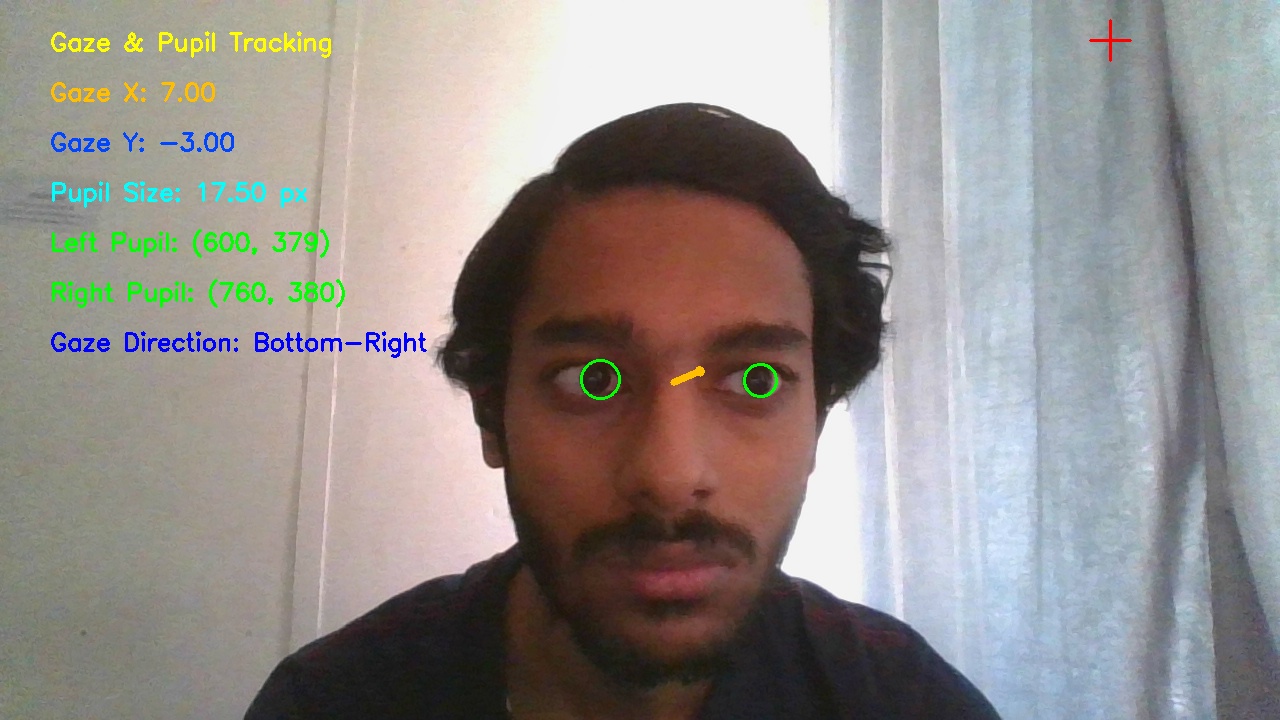 Gaze & Pupil Tracking
Gaze X: 7.00
Gaze Y: -3.00
Pupil Size: 17.50 px
Left Pupil: (600, 379)
Right Pupil: (760, 380)
Gaze Direction: Bottom-Right